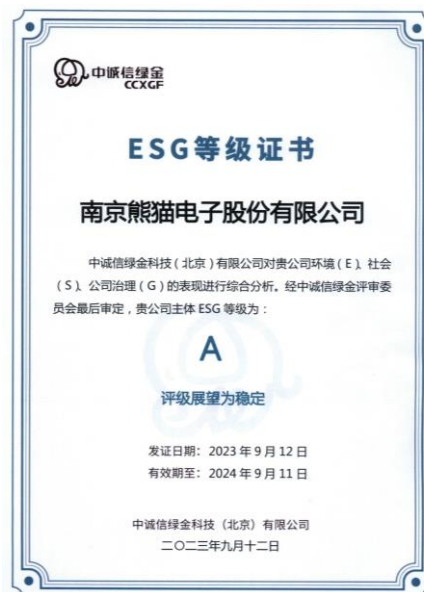 中诚信绿金
CCXGF
ESG等级证书
南京熊猫电子股份有限公司
中诚信绿金科技（北京）有限公司对贵公司环境（E）、社会
（S）、公司治理（G）的表现进行综合分析。经中诚信绿金评审委
员会最后审定，贵公司主体 ESG 等级为：
A
评级展望为稳定
发证日期：2023 年 9 月 12 日
有效期至：2024 年 9 月 11 日
中诚信绿金科技（北京）有限公司
二〇二三年九月十二日